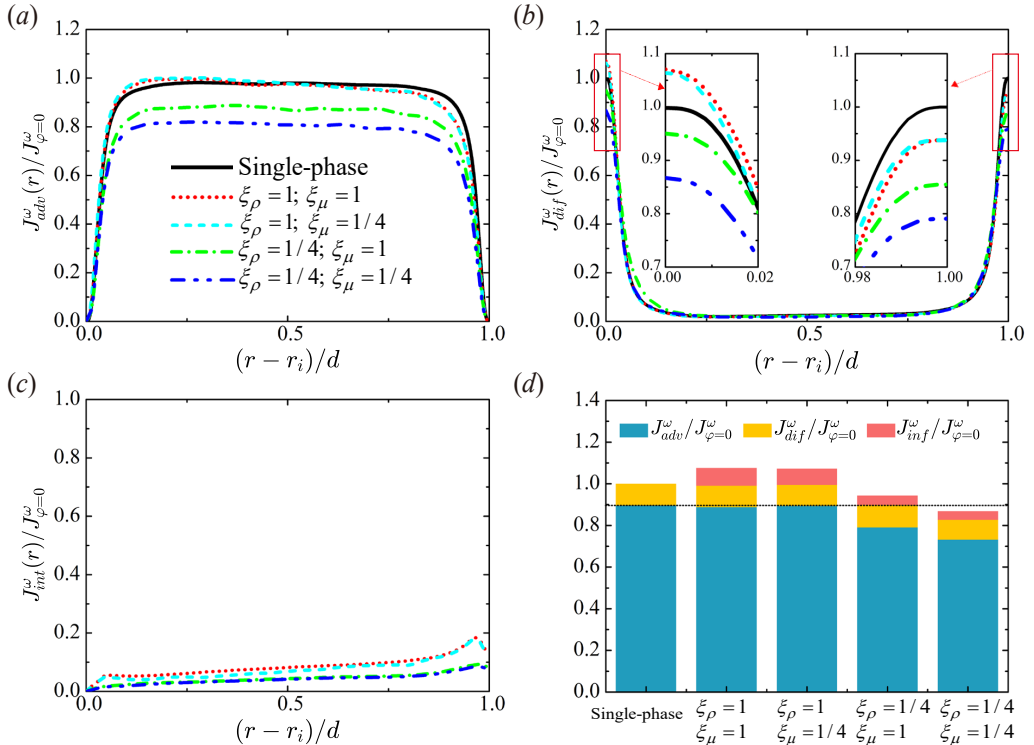 (a)
1.2
1.0
0.8
0.6
0.4
0.2
0.0
J^ω_adv(r)/J^ω_φ=0
Single-phase
ξ_ρ = 1; ξ_μ = 1
ξ_ρ = 1; ξ_μ = 1/4
ξ_ρ = 1/4; ξ_μ = 1
ξ_ρ = 1/4; ξ_μ = 1/4
0.0 0.5 1.0
(r − r_i)/d
(b)
1.2
1.0
0.8
0.6
0.4
0.2
0.0
J^ω_dif(r)/J^ω_φ=0
1.1
1.0
0.9
0.8
0.7
0.00 0.02
1.1
1.0
0.9
0.8
0.7
0.98 1.00
0.0 0.5 1.0
(r − r_i)/d
(c)
1.0
0.8
0.6
0.4
0.2
0.0
J^ω_int(r)/J^ω_φ=0
0.0 0.5 1.0
(r − r_i)/d
(d)
1.4
1.2
1.0
0.8
0.6
0.4
0.2
0.0
J^ω_adv/J^ω_φ=0 J^ω_dif/J^ω_φ=0 J^ω_inf/J^ω_φ=0
Single-phase
ξ_ρ = 1
ξ_μ = 1
ξ_ρ = 1
ξ_μ = 1/4
ξ_ρ = 1/4
ξ_μ = 1
ξ_ρ = 1/4
ξ_μ = 1/4